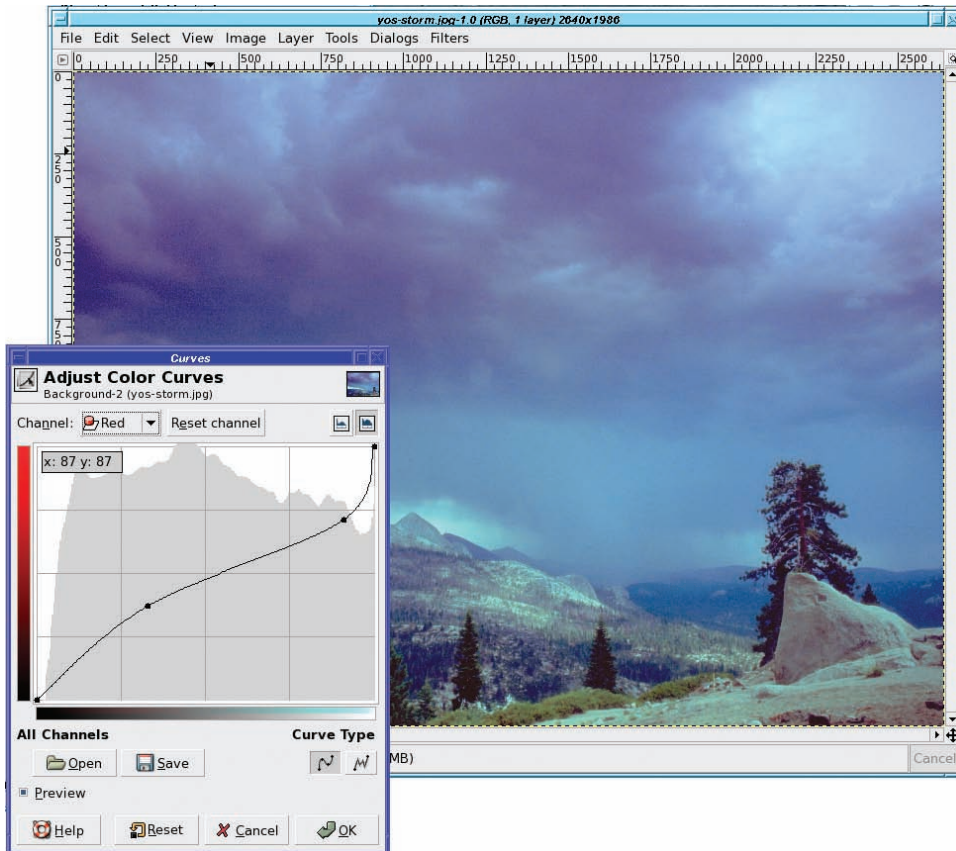 yos-storm.jpg-1.0 (RGB, 1 layer) 2640x1986
File Edit Select View Image Layer Tools Dialogs Filters
0 250 500 750 1000 1250 1500 1750 2000 2250 2500
0
250
500
Curves
Adjust Color Curves
Background-2 (yos-storm.jpg)
Channel: Red Reset channel
x: 87 y: 87
All Channels Curve Type
Open Save
MB) Cancel
Preview
Help Reset Cancel OK